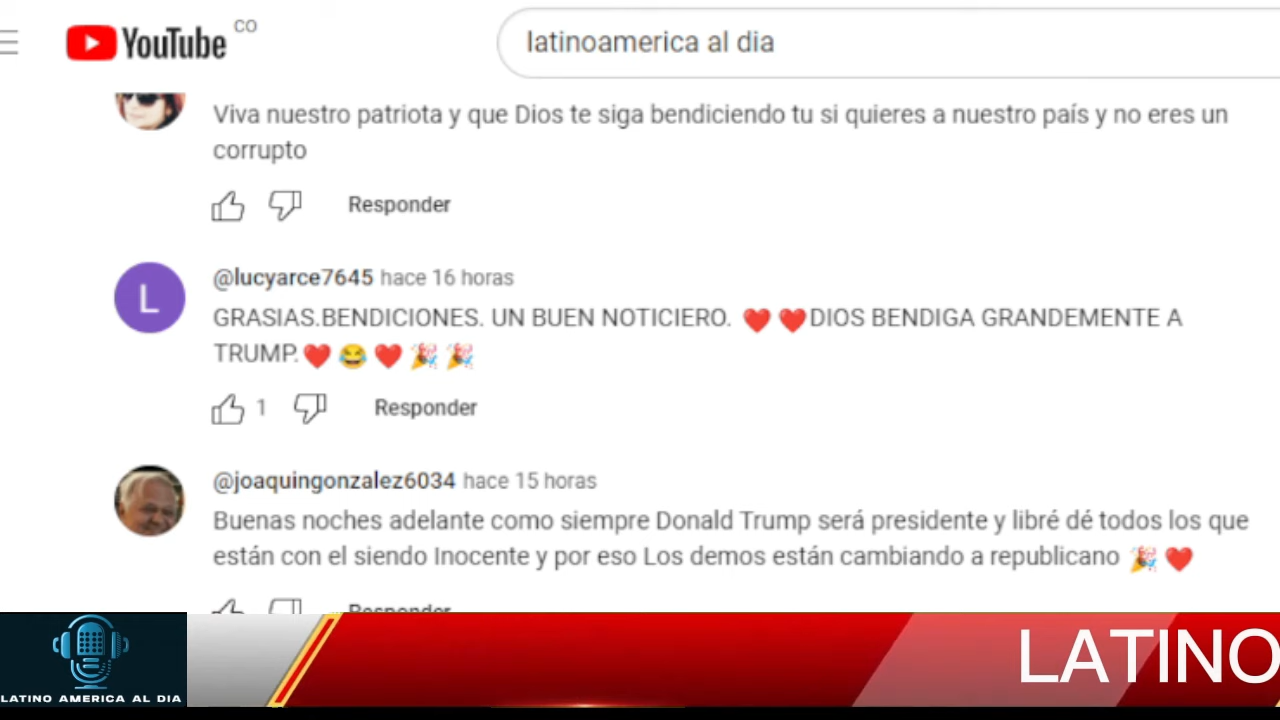 YouTube CO
latinoamerica al dia
Viva nuestro patriota y que Dios te siga bendiciendo tu si quieres a nuestro país y no eres un
corrupto
Responder
L
@lucyarce7645 hace 16 horas
GRASIAS.BENDICIONES. UN BUEN NOTICIERO. ❤️ ❤️DIOS BENDIGA GRANDEMENTE A
TRUMP.❤️ 😂 ❤️ 🎉 🎉
1 Responder
@joaquingonzalez6034 hace 15 horas
Buenas noches adelante como siempre Donald Trump será presidente y libré dé todos los que
están con el siendo Inocente y por eso Los demos están cambiando a republicano 🎉 ❤️
Responder
LATINO
LATINO AMERICA AL DIA